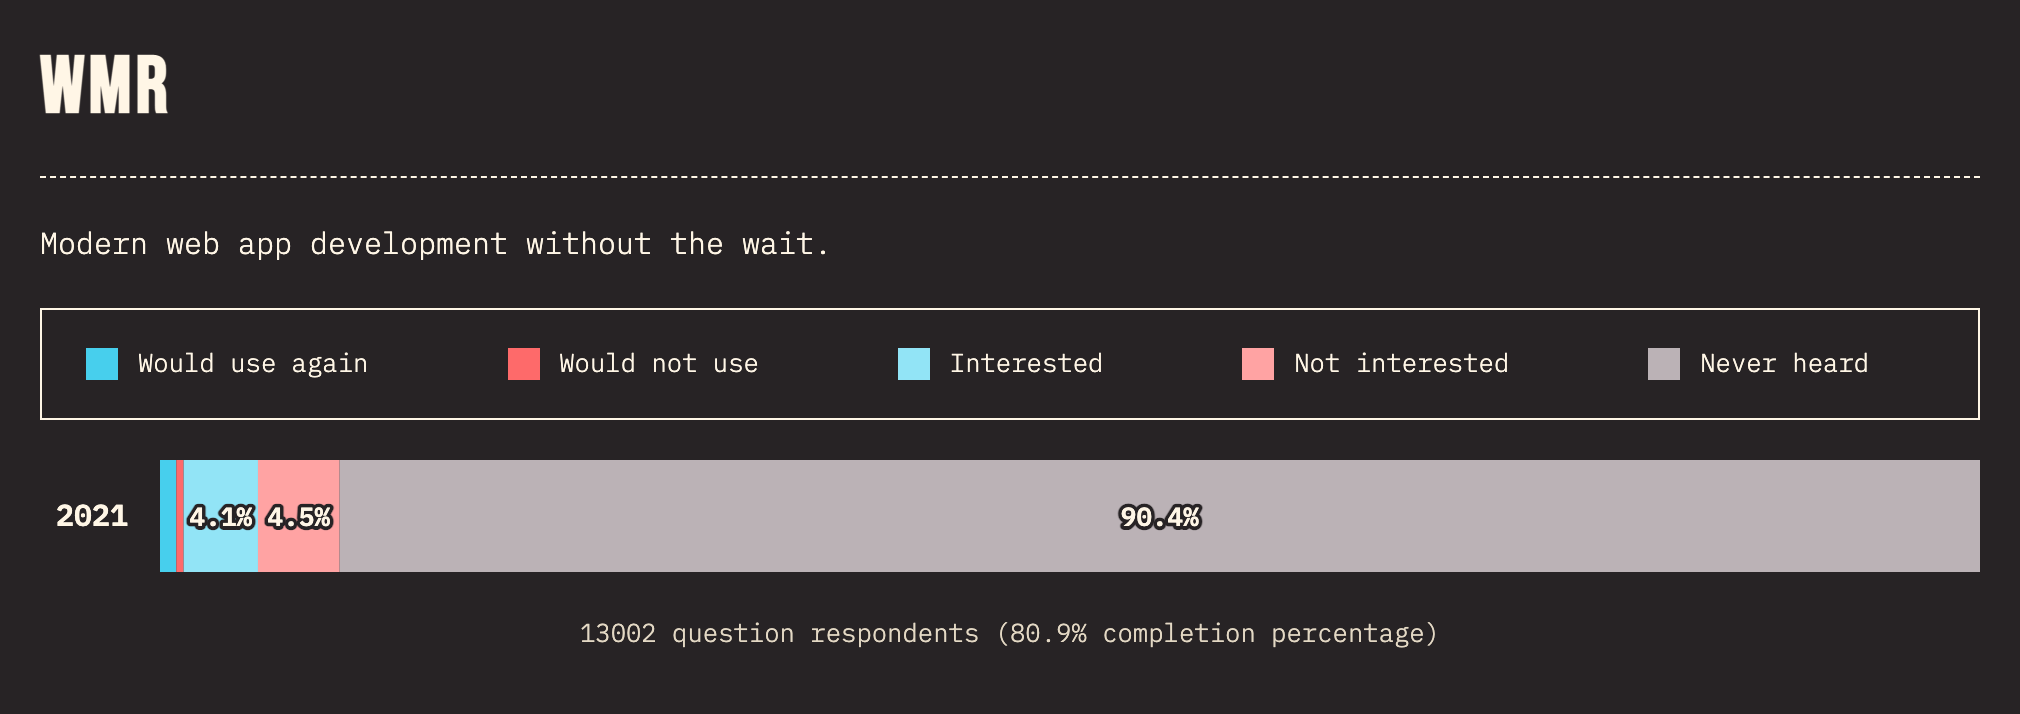 WMR
Modern web app development without the wait.
Would use again Would not use Interested Not interested Never heard
2021 4.1% 4.5% 90.4%
13002 question respondents (80.9% completion percentage)